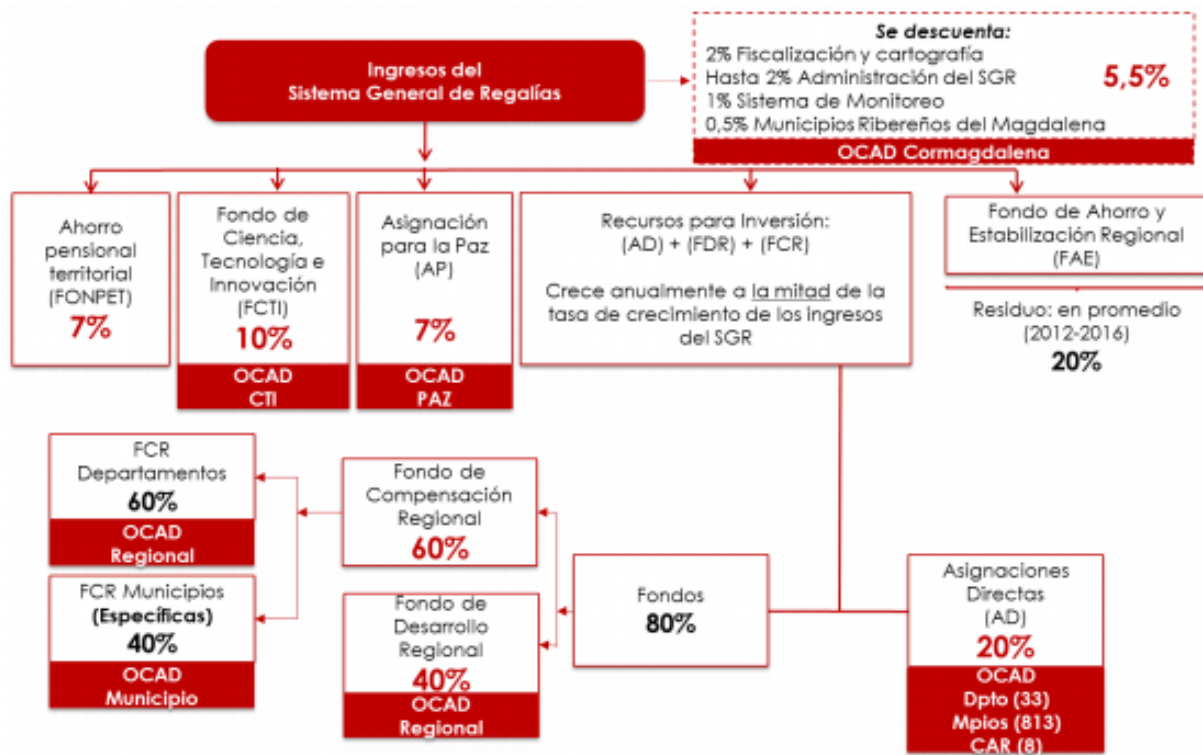 Ingresos del
Sistema General de Regalías
Se descuenta:
2% Fiscalización y cartografía
Hasta 2% Administración del SGR
1% Sistema de Monitoreo
0,5% Municipios Ribereños del Magdalena
5,5%
OCAD Cormagdalena
Ahorro
pensional
territorial
(FONPET)
7%
Fondo de
Ciencia,
Tecnología e
Innovación
(FCTI)
10%
OCAD
CTI
Asignación
para la Paz
(AP)
7%
OCAD
PAZ
Recursos para Inversión:
(AD) + (FDR) + (FCR)
Crece anualmente a la mitad de la
tasa de crecimiento de los ingresos
del SGR
Fondo de Ahorro y
Estabilización Regional
(FAE)
Residuo: en promedio
(2012-2016)
20%
FCR
Departamentos
60%
OCAD
Regional
FCR Municipios
(Específicas)
40%
OCAD
Municipio
Fondo de
Compensación
Regional
60%
Fondo de
Desarrollo
Regional
40%
OCAD
Regional
Fondos
80%
Asignaciones
Directas
(AD)
20%
OCAD
Dpto (33)
Mpios (813)
CAR (8)